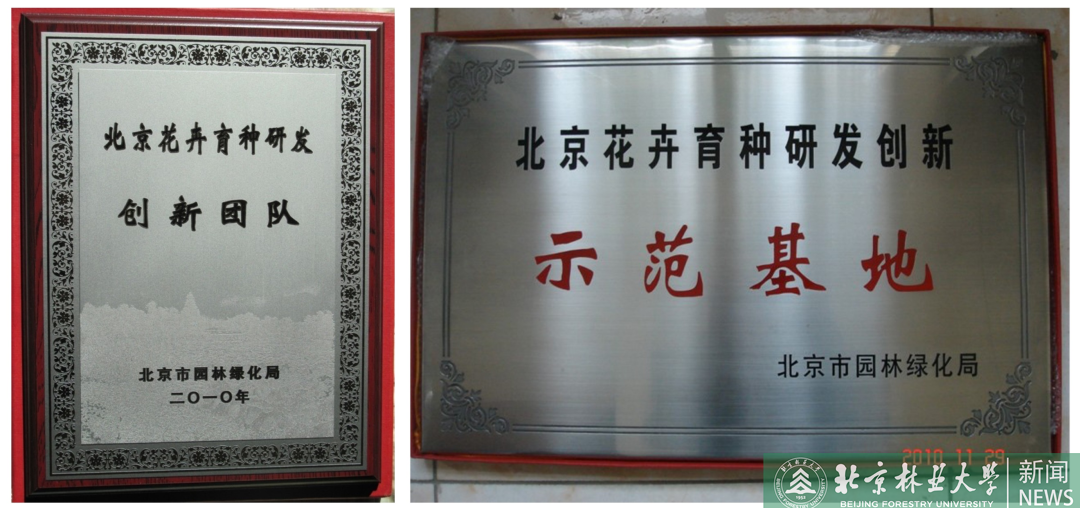 北京花卉育种研发
创新团队
北京市园林绿化局
二〇一〇年
北京花卉育种研发创新
示范基地
北京市园林绿化局
2010 11 29
北京林业大学
BEIJING FORESTRY UNIVERSITY
新闻
NEWS